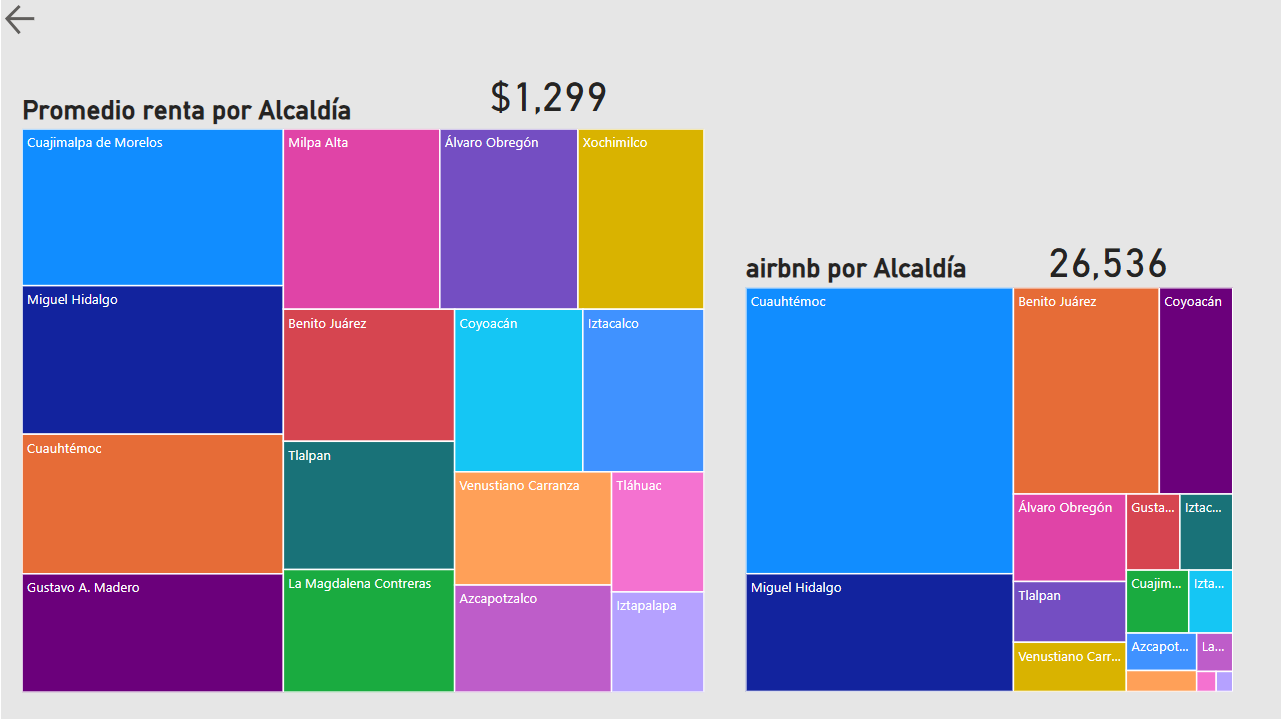 Promedio renta por Alcaldía
$1,299
Cuajimalpa de Morelos
Miguel Hidalgo
Cuauhtémoc
Gustavo A. Madero
Milpa Alta
Álvaro Obregón
Xochimilco
Benito Juárez
Tlalpan
La Magdalena Contreras
Coyoacán
Iztacalco
Venustiano Carranza
Tláhuac
Azcapotzalco
Iztapalapa
airbnb por Alcaldía
26,536
Cuauhtémoc
Miguel Hidalgo
Benito Juárez
Coyoacán
Álvaro Obregón
Tlalpan
Venustiano Carr...
Gusta...
Iztac...
Cuajim...
Izta...
Azcapot...
La...